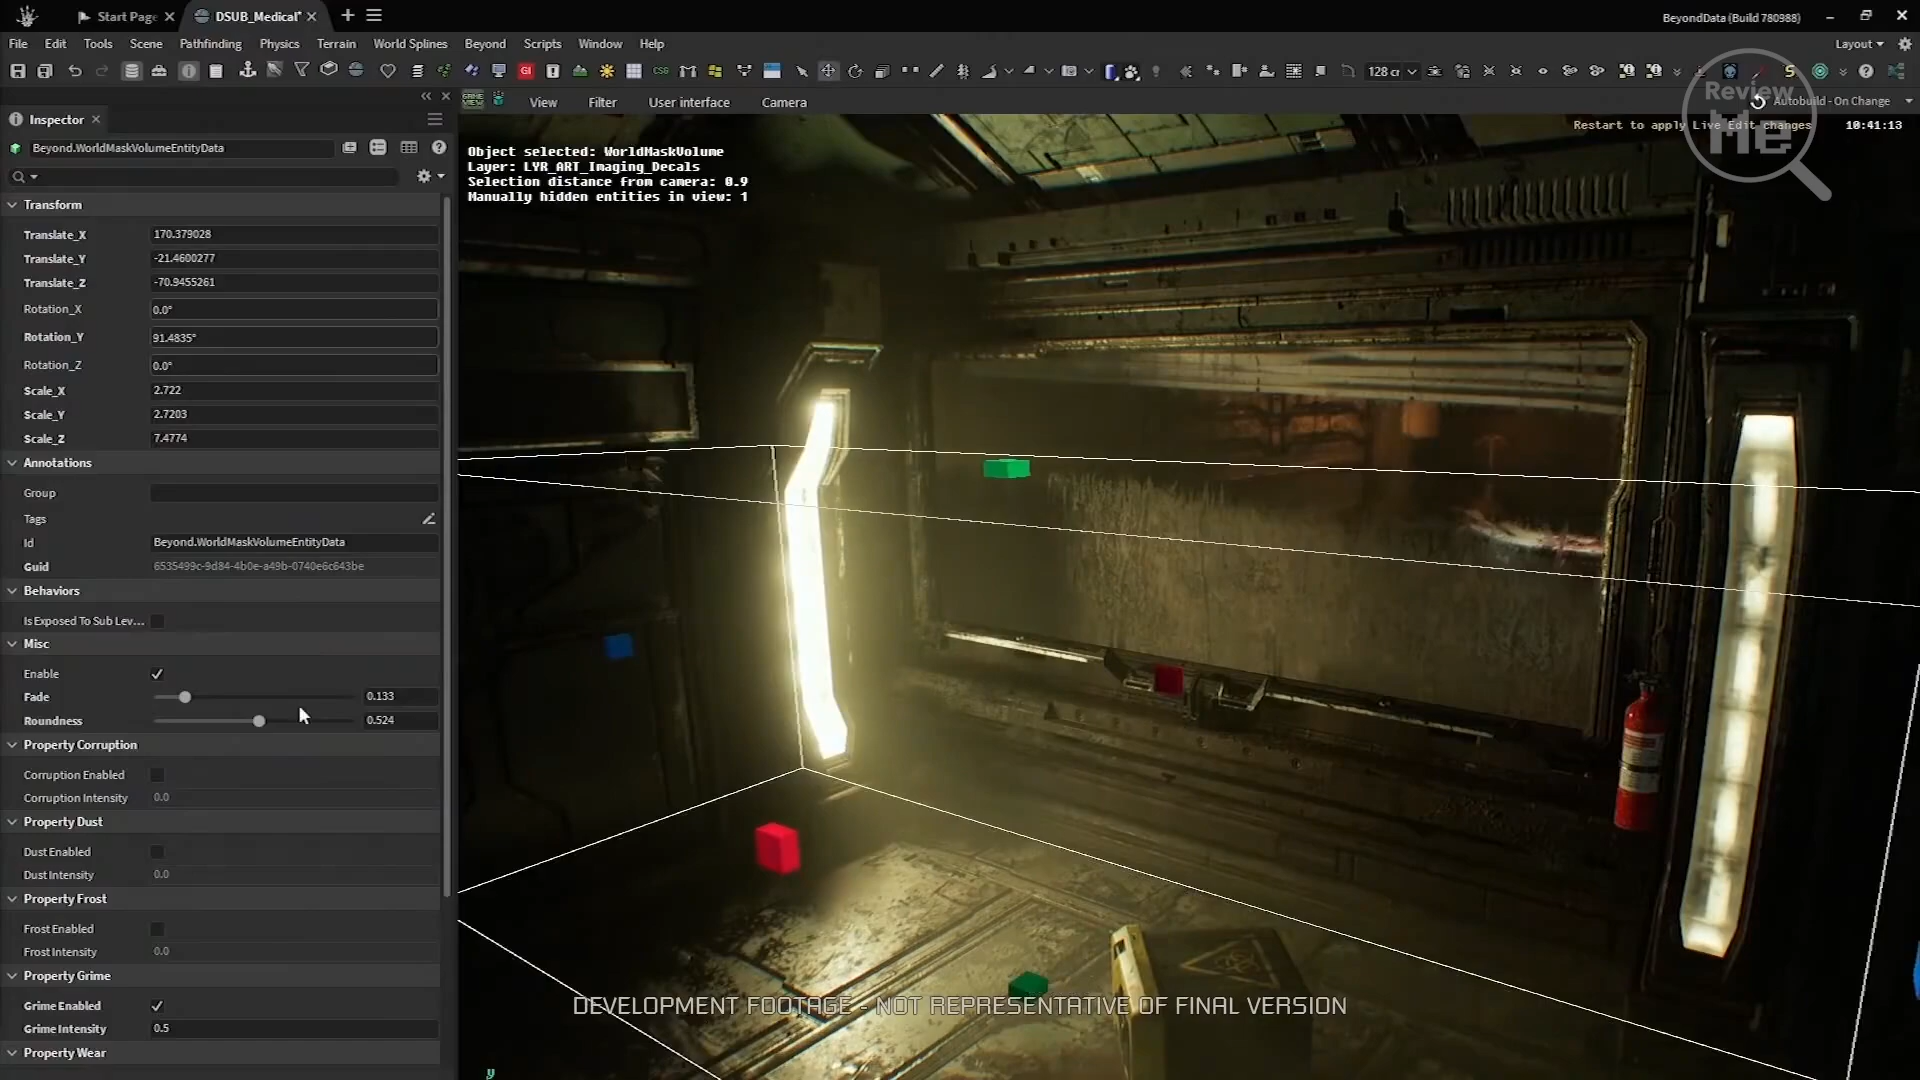 Start Page
DSUB_Medical*
BeyondData (Build 780988)
File Edit Tools Scene Pathfinding Physics Terrain World Splines Beyond Scripts Window Help
Layout
GI CSG 128 cr S
Inspector
GAME VIEW View Filter User interface Camera
Autobuild - On Change
Review Me
Restart to apply Live Edit changes 10:41:13
Beyond.WorldMaskVolumeEntityData
Object selected: WorldMaskVolume
Layer: LYR_ART_Imaging_Decals
Selection distance from camera: 0.9
Manually hidden entities in view: 1
Transform
Translate_X 170.379028
Translate_Y -21.4600277
Translate_Z -70.9455261
Rotation_X 0.0°
Rotation_Y 91.4835°
Rotation_Z 0.0°
Scale_X 2.722
Scale_Y 2.7203
Scale_Z 7.4774
Annotations
Group
Tags
Id Beyond.WorldMaskVolumeEntityData
Guid 6535499c-9d84-4b0e-a49b-0740e6c643be
Behaviors
Is Exposed To Sub Lev...
Misc
Enable
Fade 0.133
Roundness 0.524
Property Corruption
Corruption Enabled
Corruption Intensity 0.0
Property Dust
Dust Enabled
Dust Intensity 0.0
Property Frost
Frost Enabled
Frost Intensity 0.0
Property Grime
Grime Enabled
Grime Intensity 0.5
Property Wear
DEVELOPMENT FOOTAGE - NOT REPRESENTATIVE OF FINAL VERSION
y